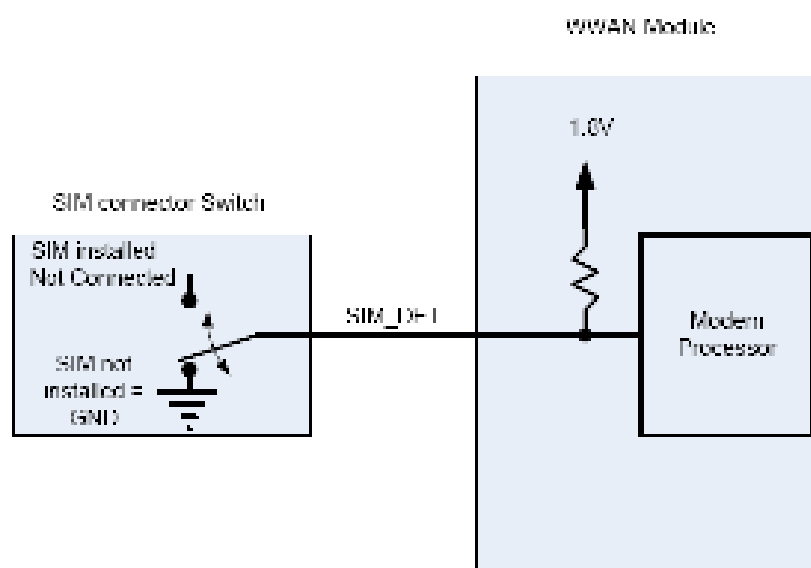 WWAN Module
1.8V
SIM connector Switch
SIM installed
Not Connected
SIM_DET
Modem
Processor
SIM not
installed =
GND